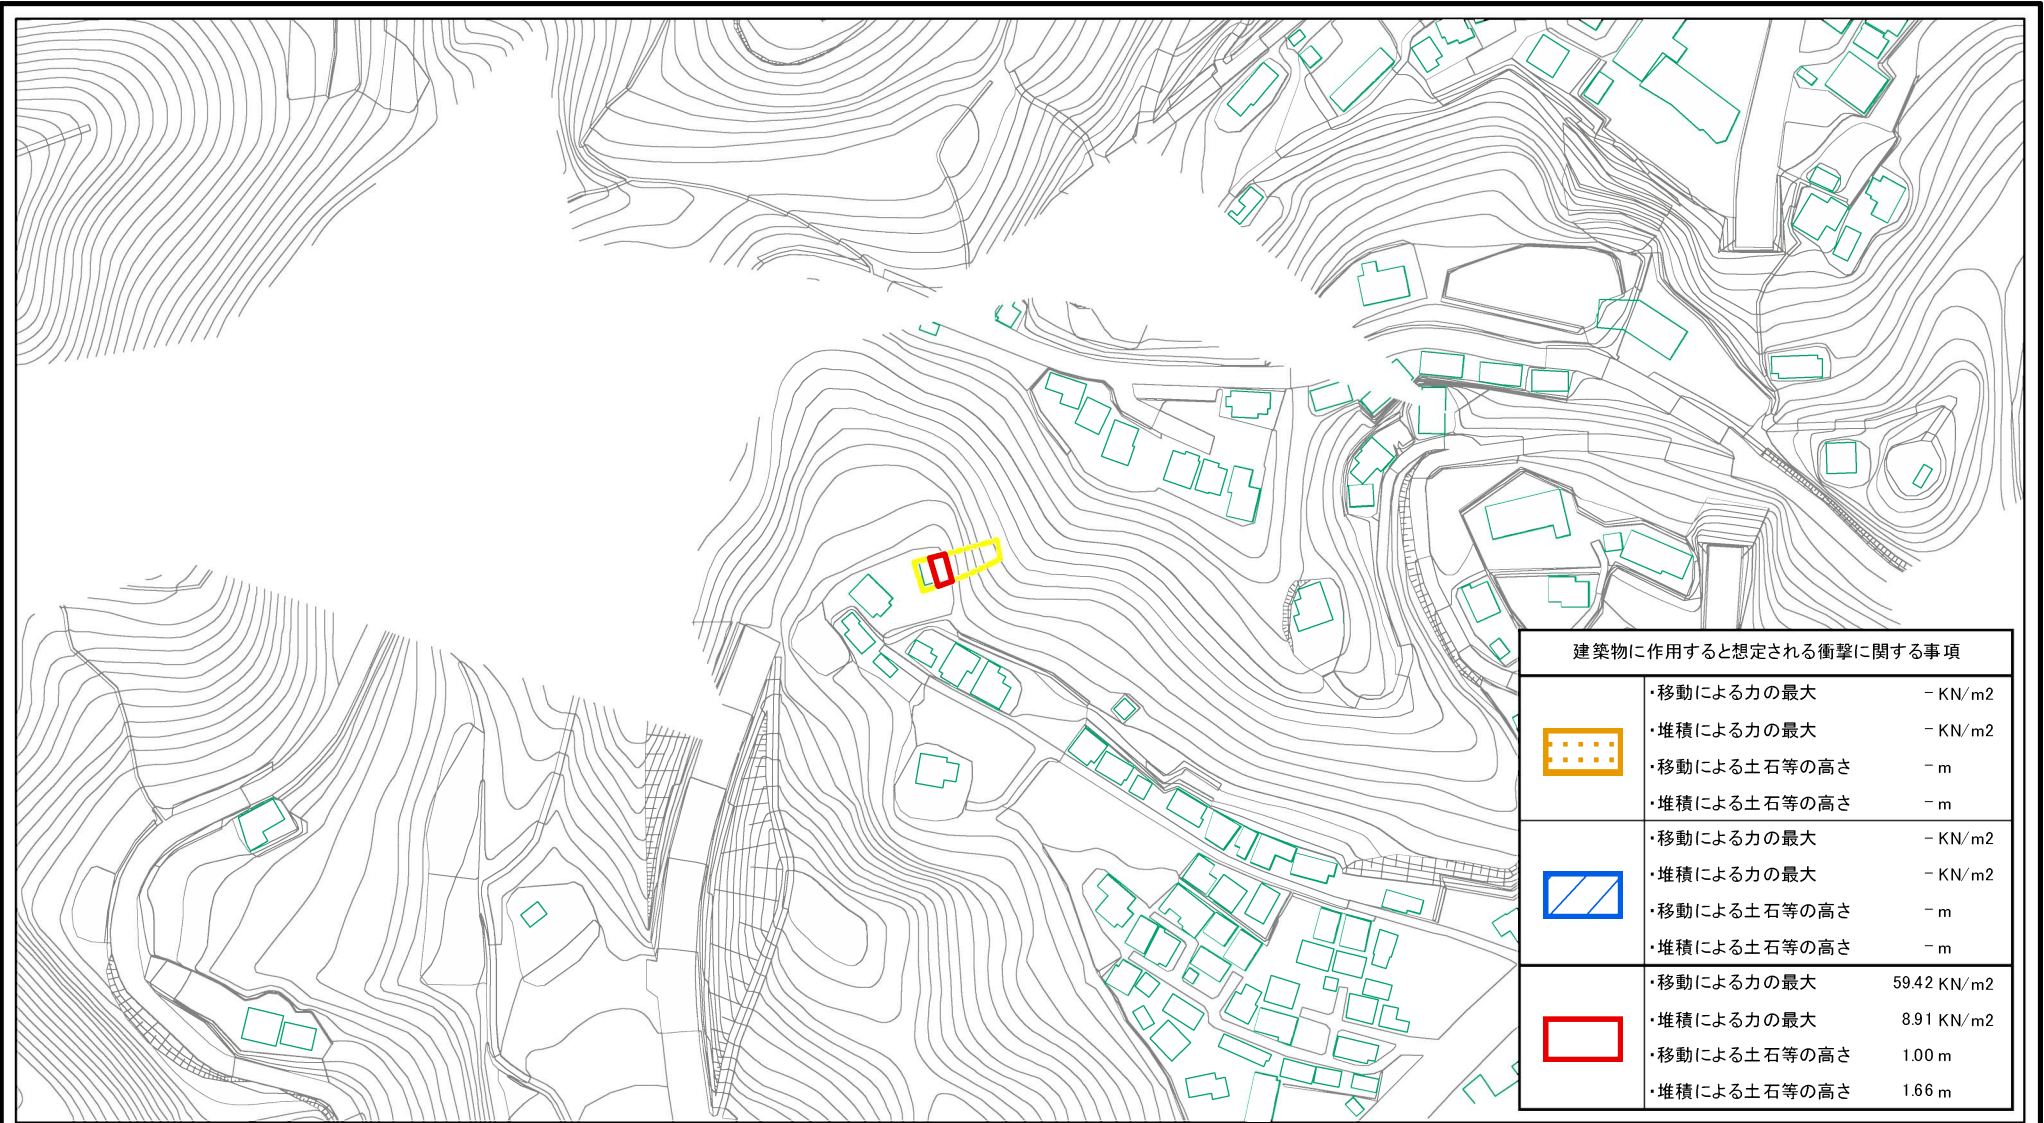 建築物に作用すると想定される衝撃に関する事項
・移動による力の最大 － KN/m2
・堆積による力の最大 － KN/m2
・移動による土石等の高さ － m
・堆積による土石等の高さ － m
・移動による力の最大 － KN/m2
・堆積による力の最大 － KN/m2
・移動による土石等の高さ － m
・堆積による土石等の高さ － m
・移動による力の最大 59.42 KN/m2
・堆積による力の最大 8.91 KN/m2
・移動による土石等の高さ 1.00 m
・堆積による土石等の高さ 1.66 m